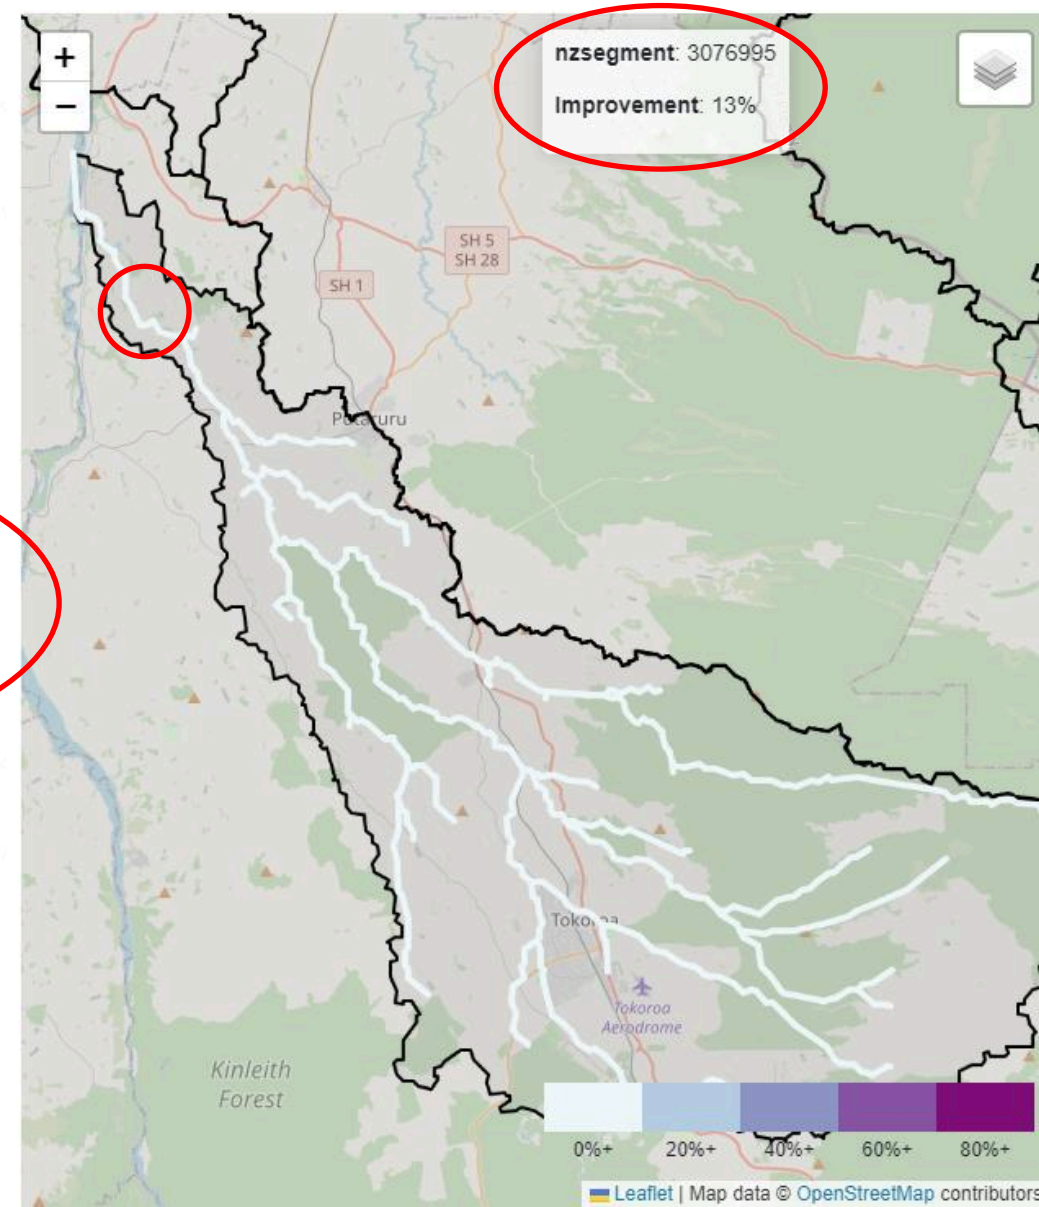 +
nzsegment: 3076995
−
Improvement: 13%
SH 5
SH 28
SH 1
Putaruru
Tokoroa
Tokoroa
Aerodrome
Kinleith
Forest
0%+ 20%+ 40%+ 60%+ 80%+
Leaflet | Map data © OpenStreetMap contributors